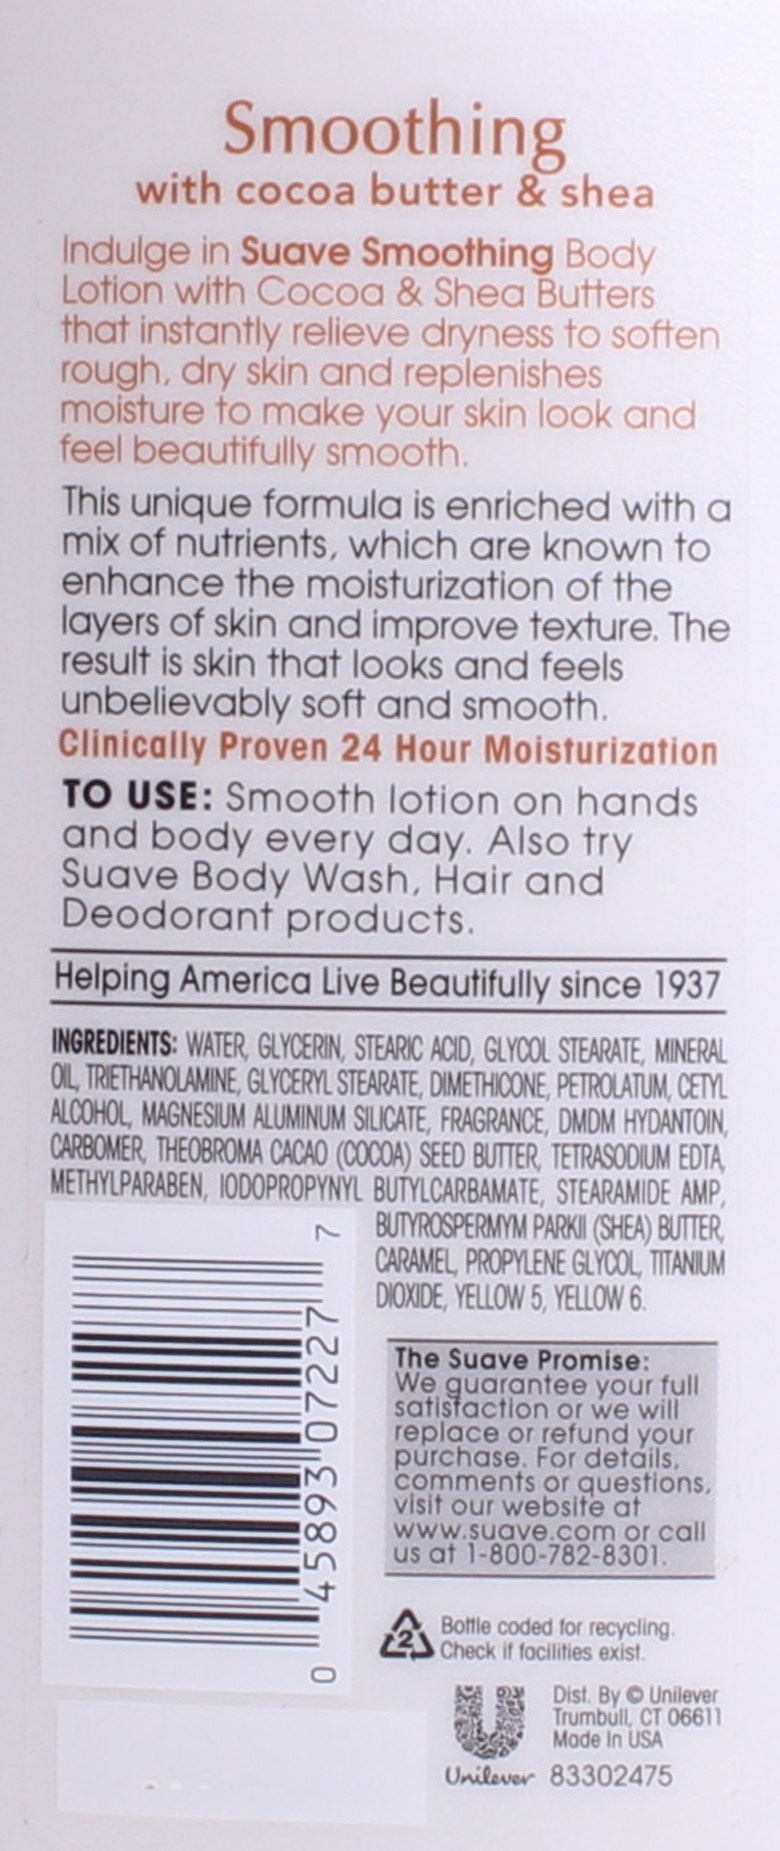 Smoothing
with cocoa butter & shea
Indulge in Suave Smoothing Body
Lotion with Cocoa & Shea Butters
that instantly relieve dryness to soften
rough, dry skin and replenishes
moisture to make your skin look and
feel beautifully smooth.
This unique formula is enriched with a
mix of nutrients, which are known to
enhance the moisturization of the
layers of skin and improve texture. The
result is skin that looks and feels
unbelievably soft and smooth.
Clinically Proven 24 Hour Moisturization
TO USE: Smooth lotion on hands
and body every day. Also try
Suave Body Wash, Hair and
Deodorant products.
Helping America Live Beautifully since 1937
INGREDIENTS: WATER, GLYCERIN, STEARIC ACID, GLYCOL STEARATE, MINERAL
OIL, TRIETHANOLAMINE, GLYCERYL STEARATE, DIMETHICONE, PETROLATUM, CETYL
ALCOHOL, MAGNESIUM ALUMINUM SILICATE, FRAGRANCE, DMDM HYDANTOIN,
CARBOMER, THEOBROMA CACAO (COCOA) SEED BUTTER, TETRASODIUM EDTA,
METHYLPARABEN, IODOPROPYNYL BUTYLCARBAMATE, STEARAMIDE AMP,
BUTYROSPERMYM PARKII (SHEA) BUTTER,
CARAMEL, PROPYLENE GLYCOL, TITANIUM
DIOXIDE, YELLOW 5, YELLOW 6.
0 45893 07227 7
The Suave Promise:
We guarantee your full
satisfaction or we will
replace or refund your
purchase. For details,
comments or questions,
visit our website at
www.suave.com or call
us at 1-800-782-8301.
2
Bottle coded for recycling.
Check if facilities exist.
Dist. By © Unilever
Trumbull, CT 06611
Made In USA
Unilever 83302475